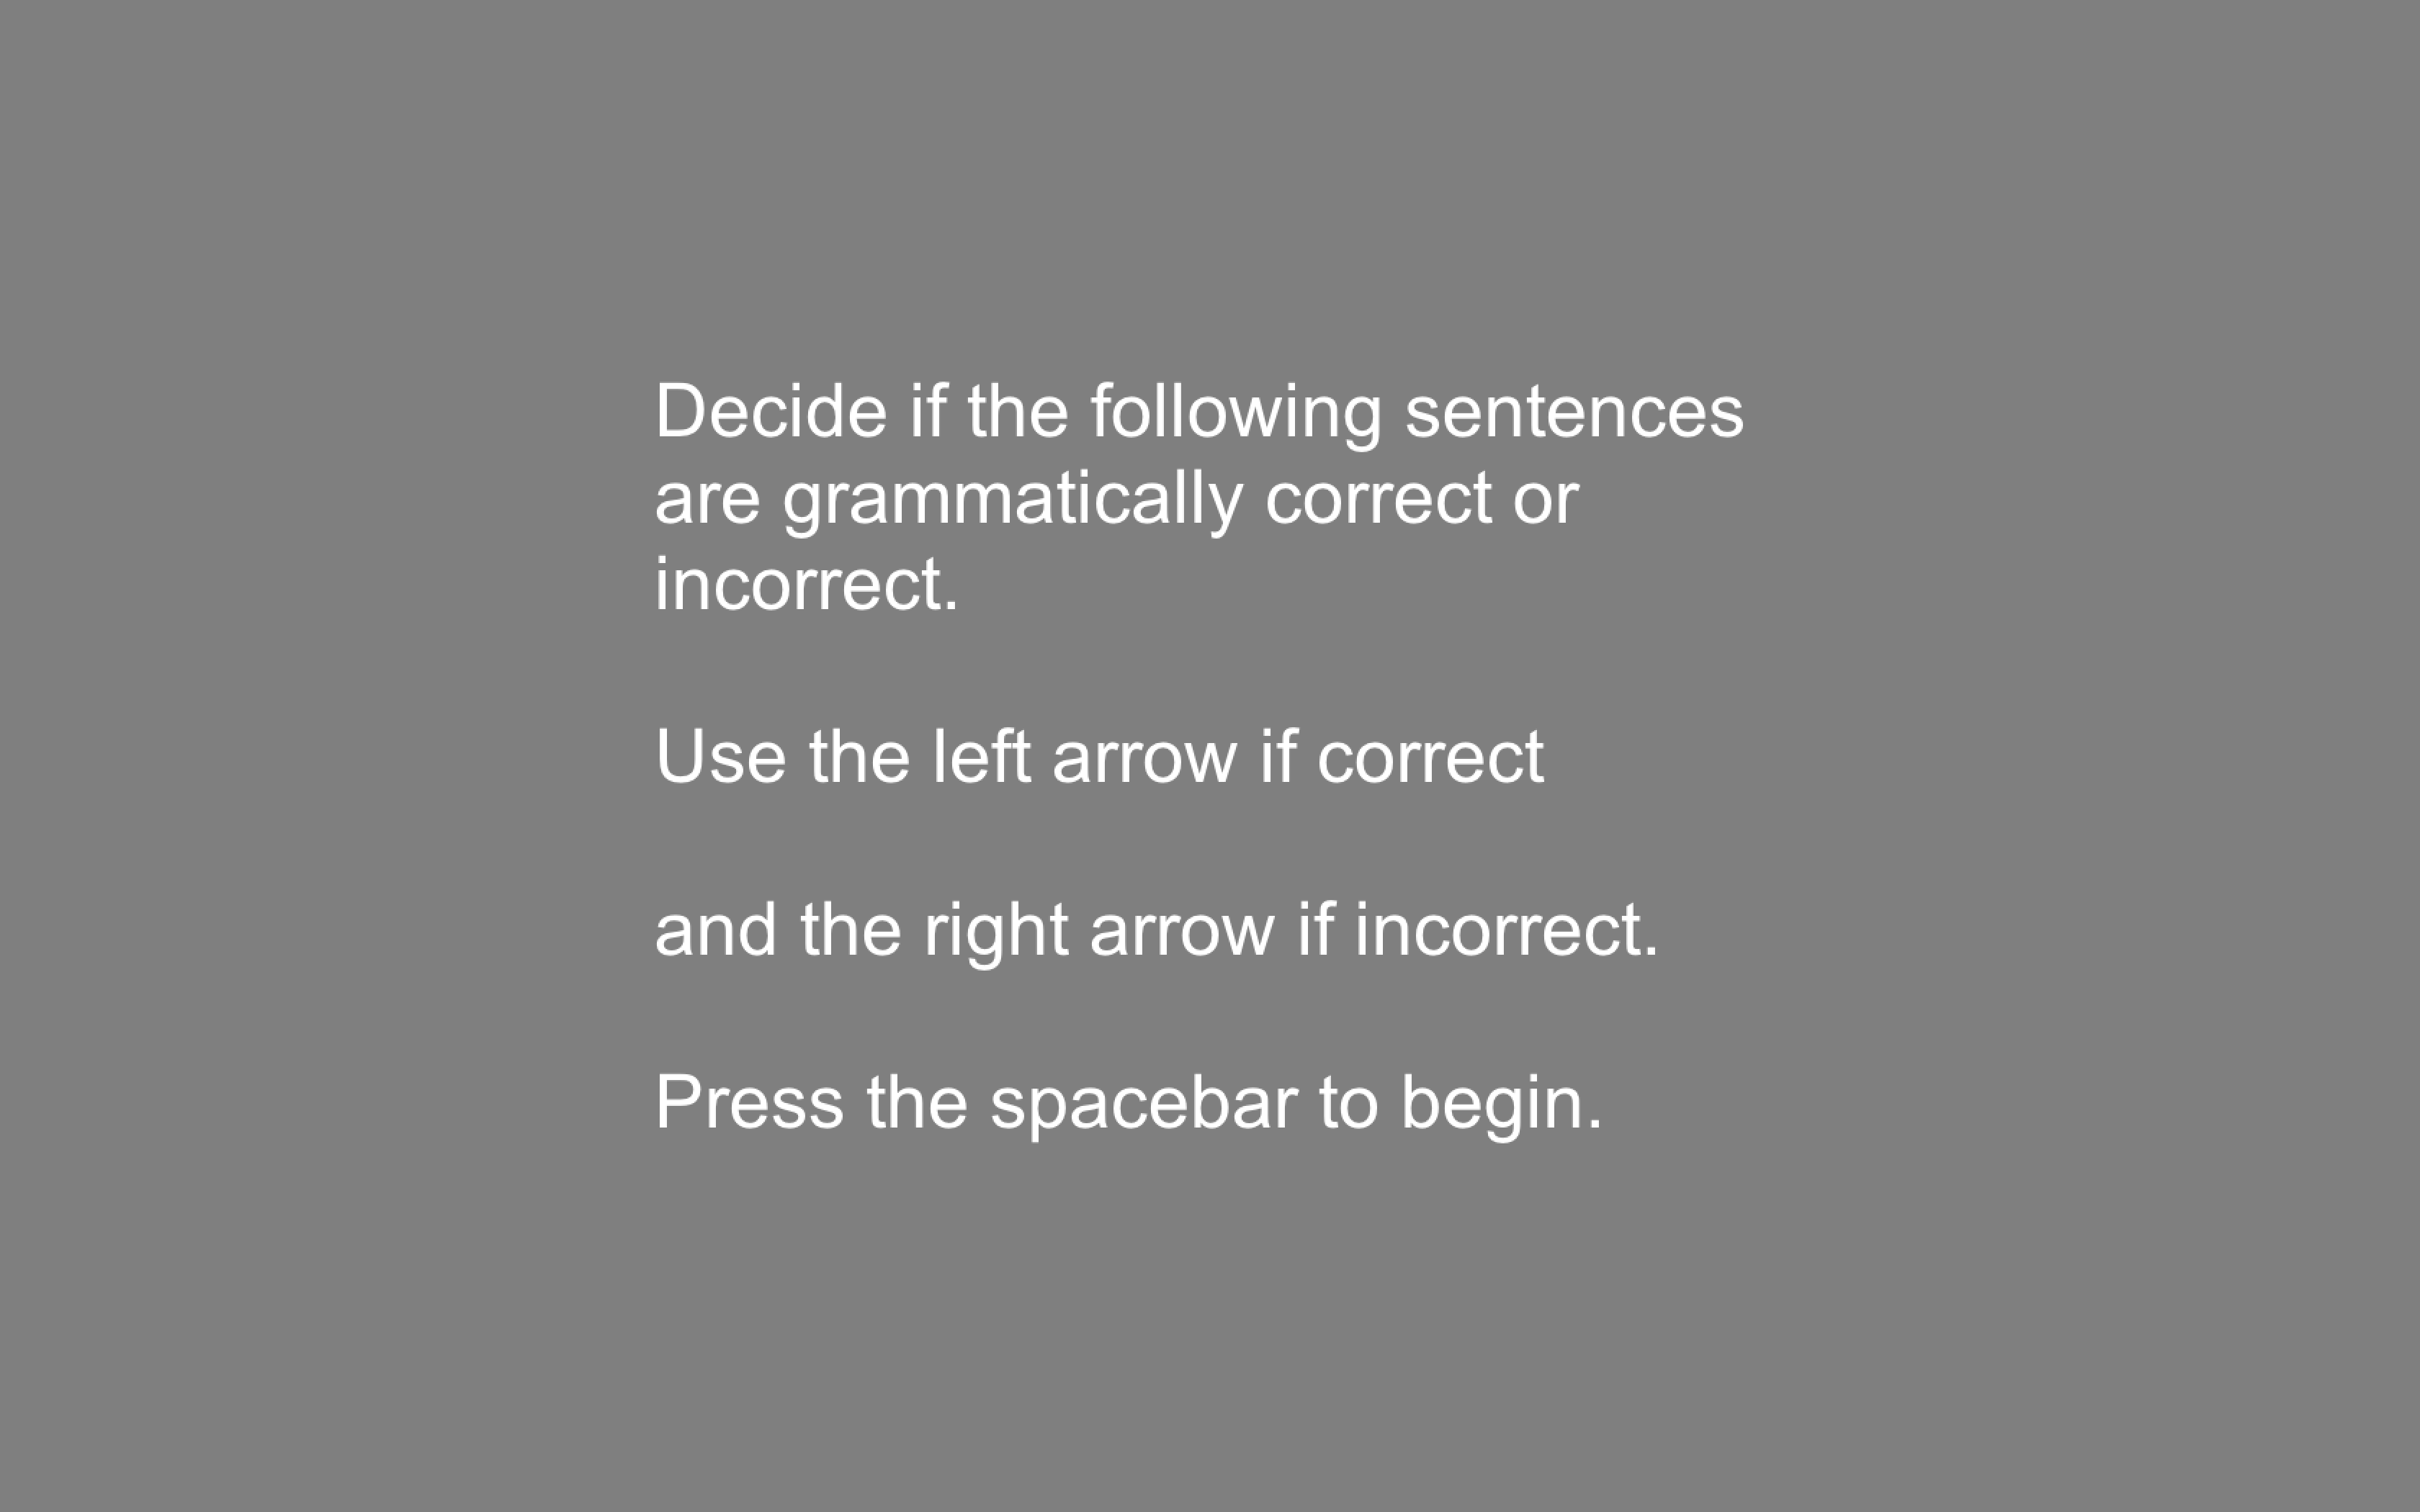 Decide if the following sentences
are grammatically correct or
incorrect.
Use the left arrow if correct
and the right arrow if incorrect.
Press the spacebar to begin.